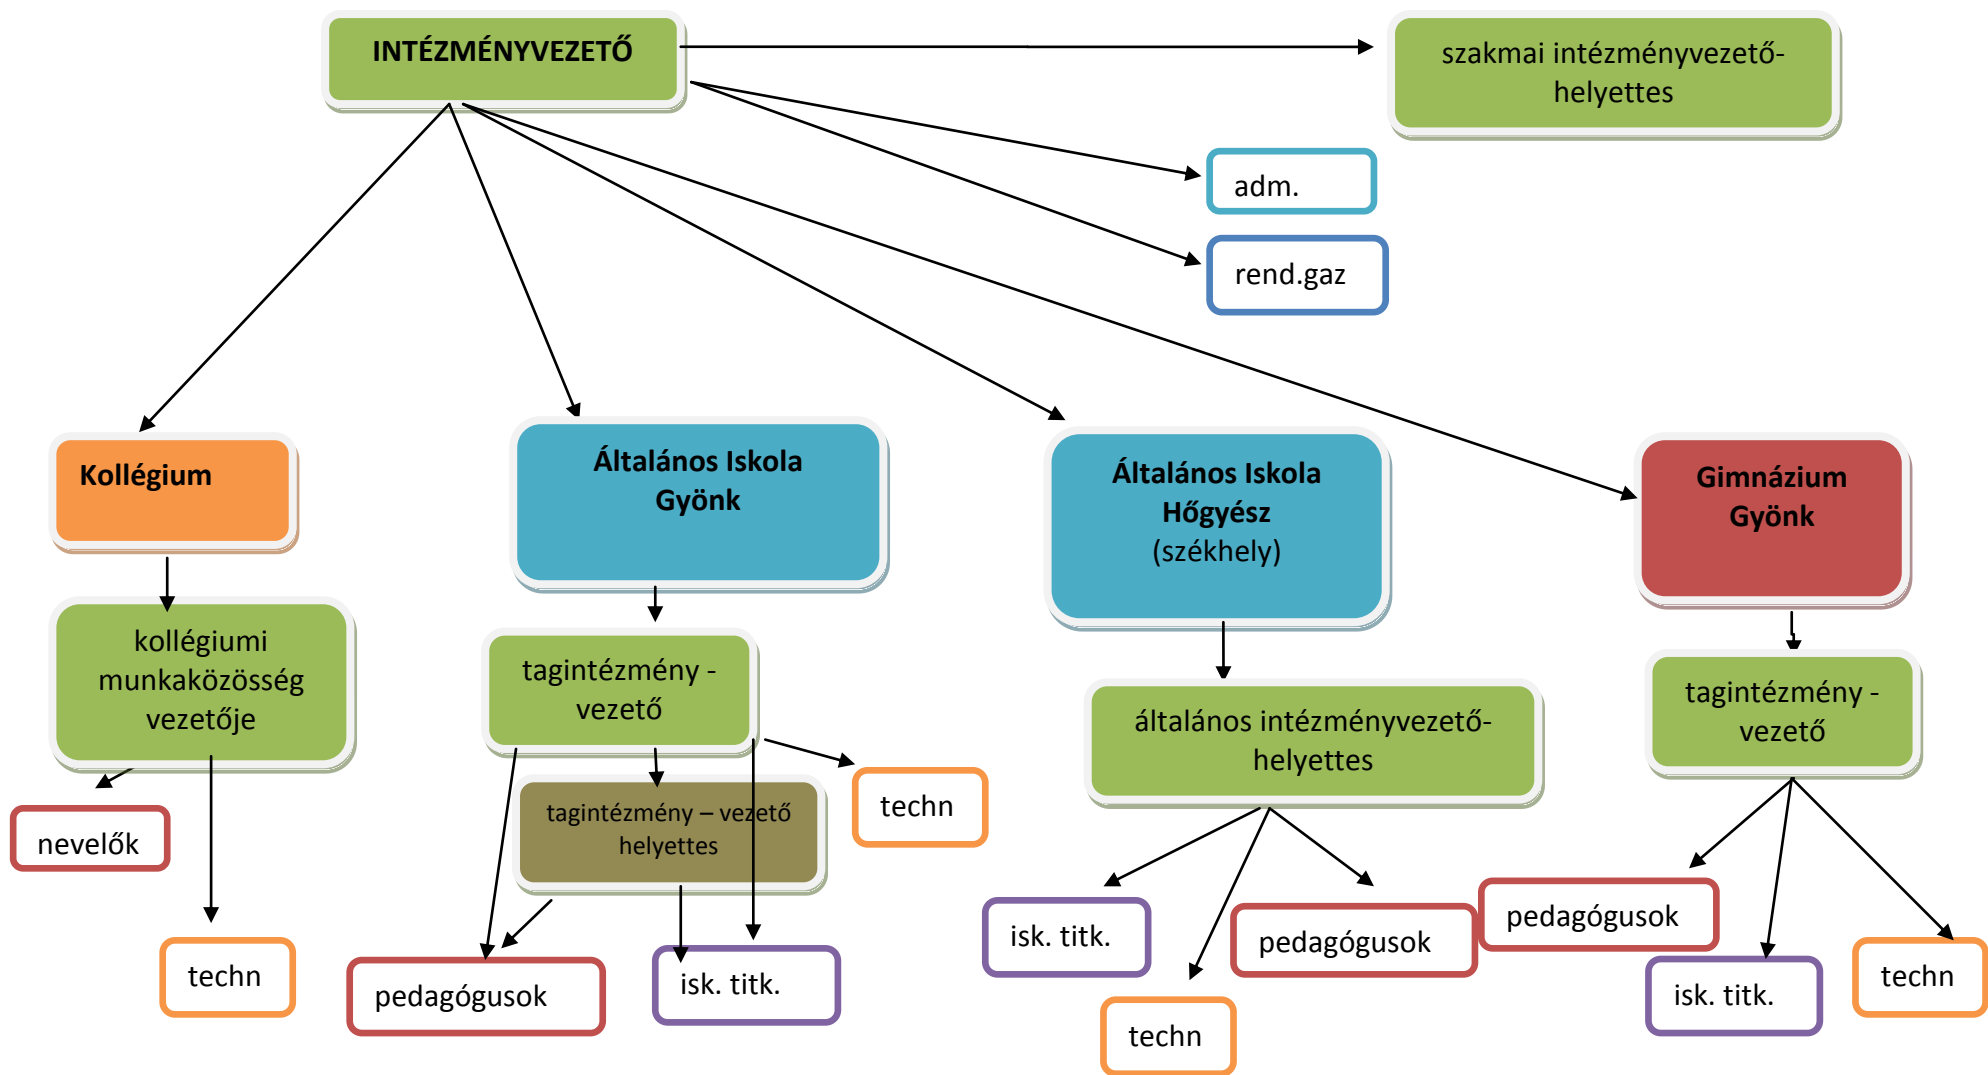 INTÉZMÉNYVEZETŐ
szakmai intézményvezető-
helyettes
adm.
rend.gaz
Kollégium
Általános Iskola
Gyönk
Általános Iskola
Hőgyész
(székhely)
Gimnázium
Gyönk
kollégiumi
munkaközösség
vezetője
tagintézmény -
vezető
általános intézményvezető-
helyettes
tagintézmény -
vezető
nevelők
tagintézmény – vezető
helyettes
techn
techn
pedagógusok
isk. titk.
isk. titk.
techn
pedagógusok
pedagógusok
isk. titk.
techn